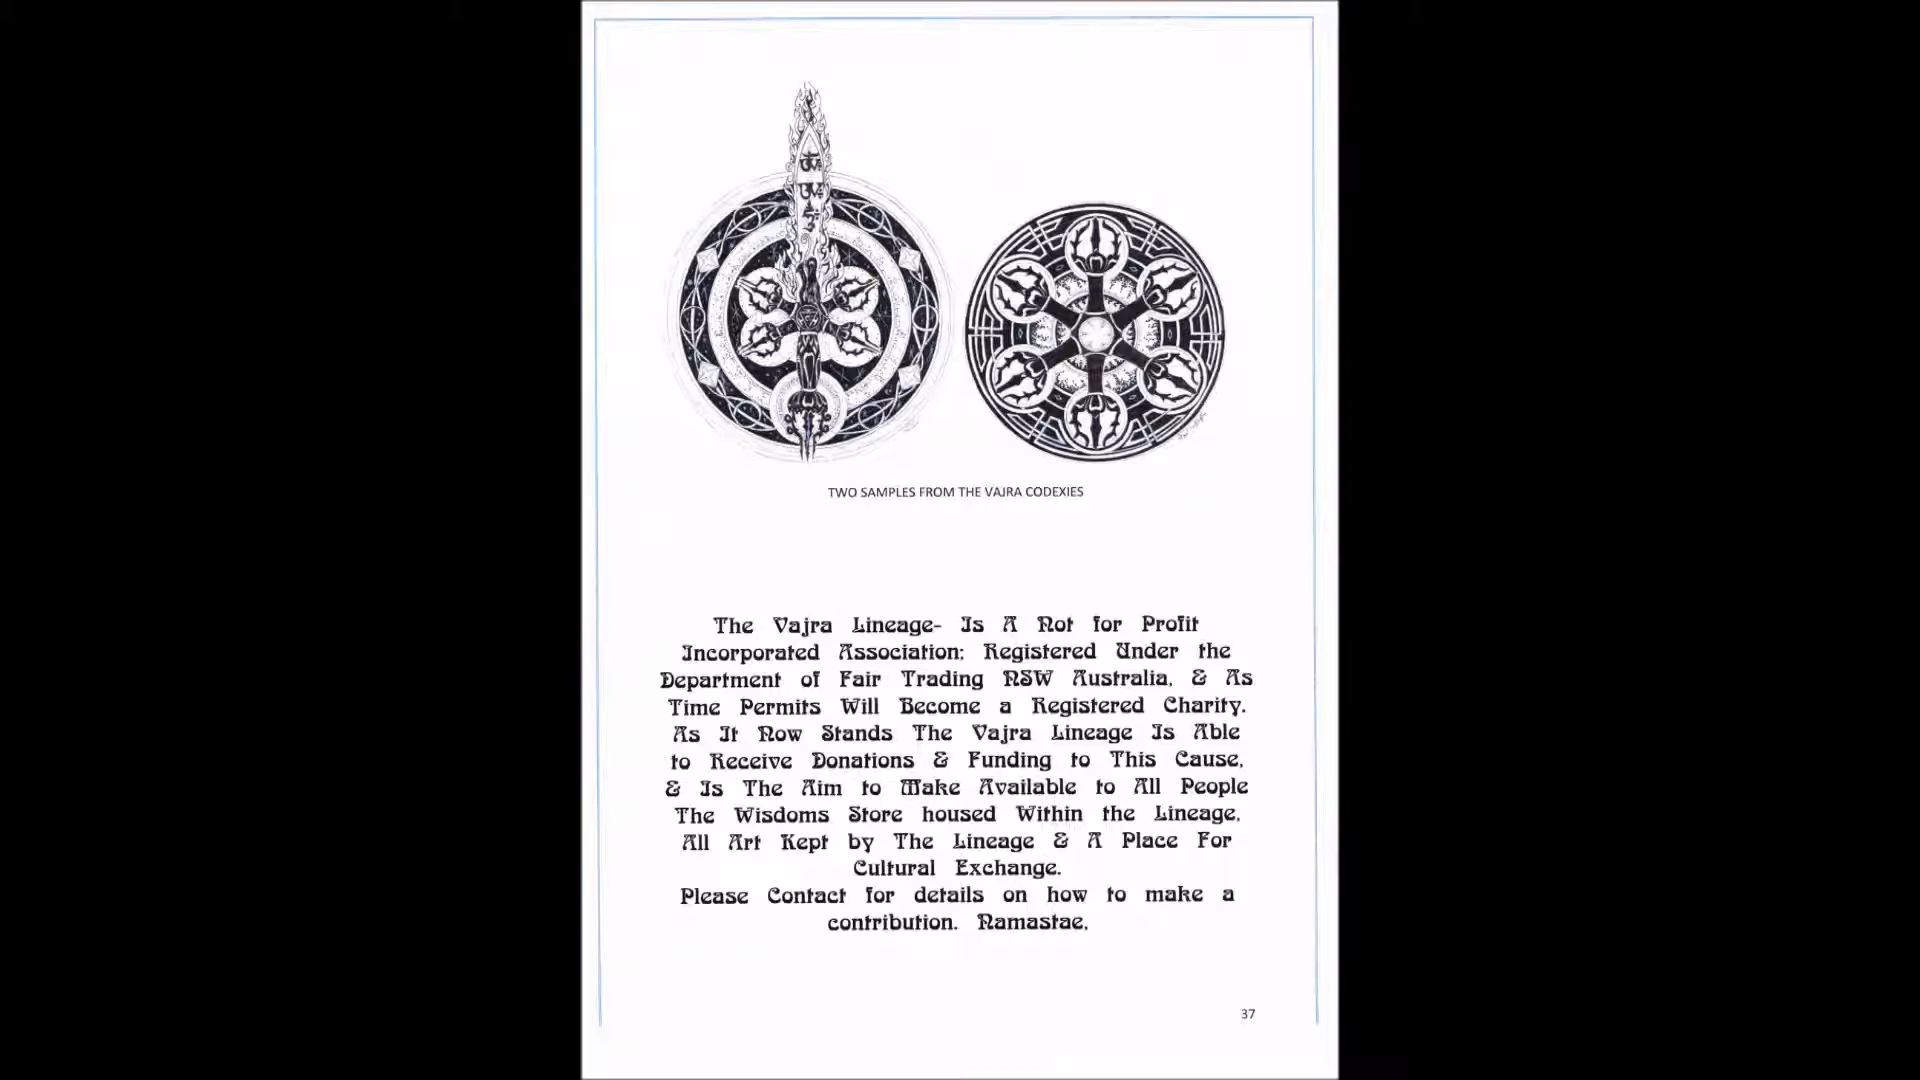 TWO SAMPLES FROM THE VAJRA CODEXIES
The Vajra Lineage- Is A Not for Profit
Incorporated Association; Registered Under the
Department of Fair Trading NSW Australia, & As
Time Permits Will Become a Registered Charity.
As It Now Stands The Vajra Lineage Is Able
to Receive Donations & Funding to This Cause,
& Is The Aim to Make Available to All People
The Wisdoms Store housed Within the Lineage,
All Art Kept by The Lineage & A Place For
Cultural Exchange.
Please Contact for details on how to make a
contribution. Namastae,
37